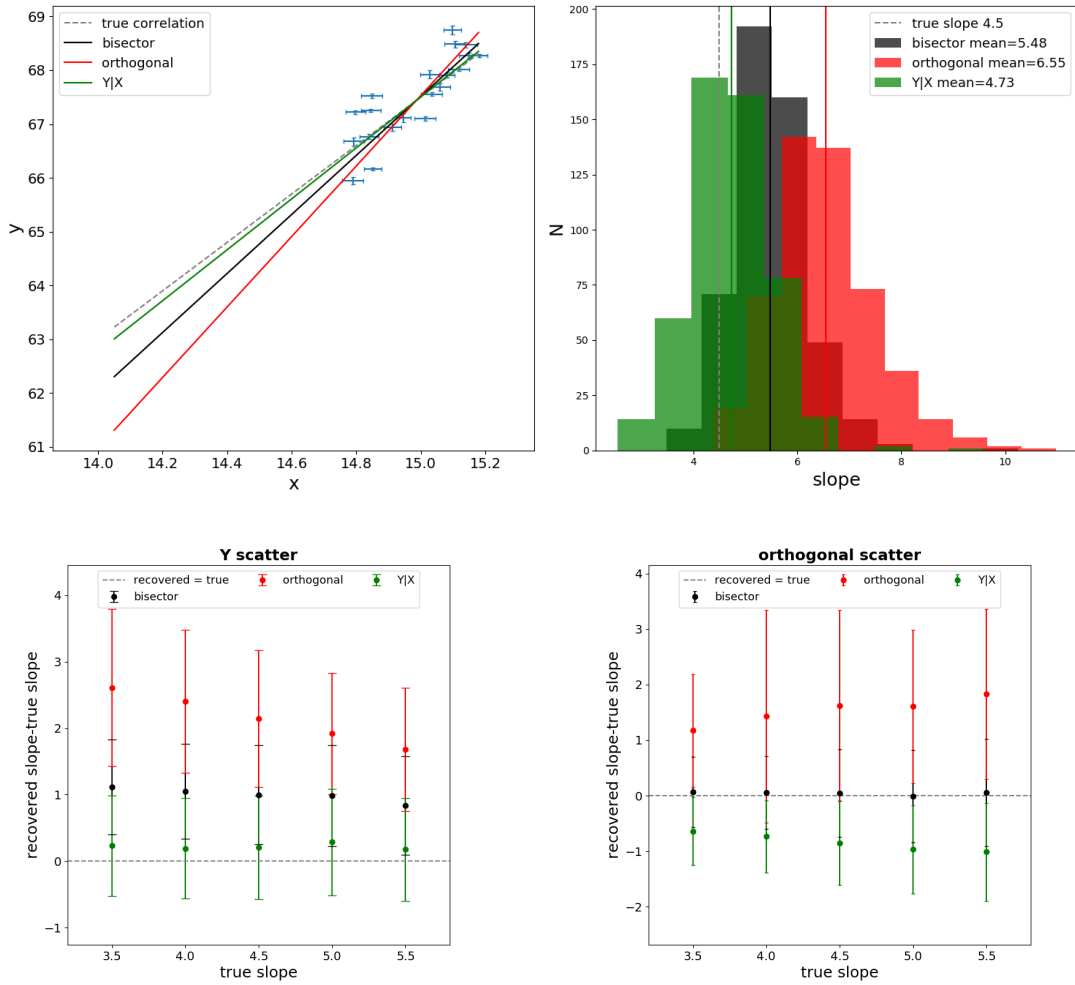 69
68
67
66
65
64
63
62
61
y
true correlation
bisector
orthogonal
Y|X
14.0 14.2 14.4 14.6 14.8 15.0 15.2
x
200
175
150
125
100
75
50
25
0
N
true slope 4.5
bisector mean=5.48
orthogonal mean=6.55
Y|X mean=4.73
4 6 8 10
slope
Y scatter
recovered = true orthogonal Y|X
bisector
4
3
2
1
0
−1
recovered slope-true slope
3.5 4.0 4.5 5.0 5.5
true slope
orthogonal scatter
recovered = true orthogonal Y|X
bisector
4
3
2
1
0
−1
−2
recovered slope-true slope
3.5 4.0 4.5 5.0 5.5
true slope